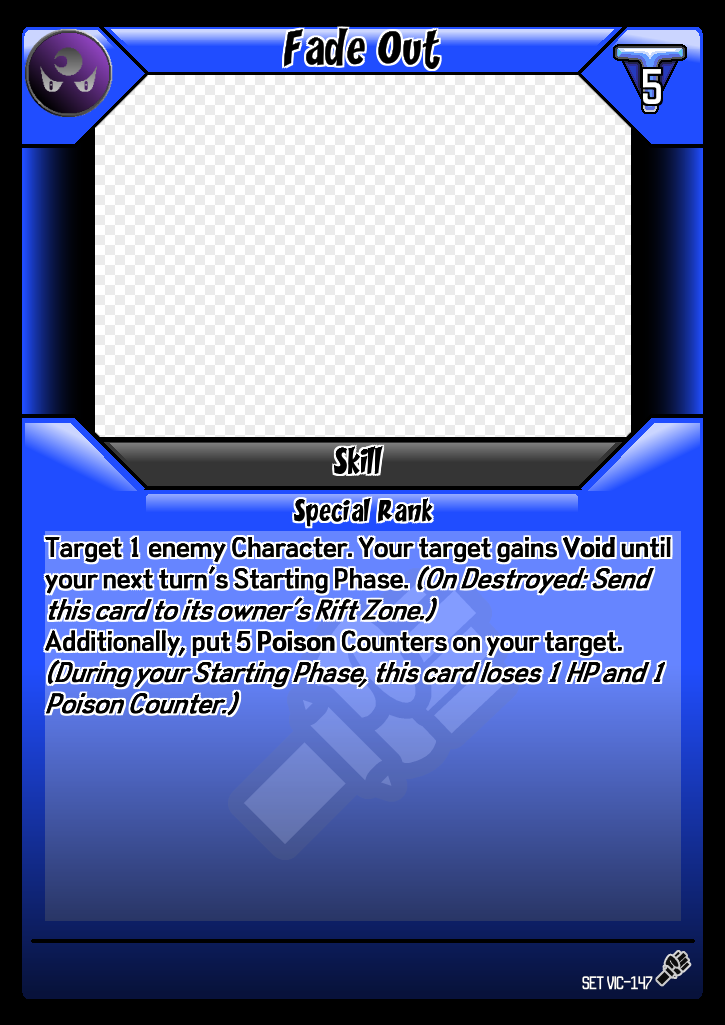 Fade Out
5
Skill
Special Rank
Target 1 enemy Character. Your target gains Void until
your next turn's Starting Phase. (On Destroyed: Send
this card to its owner's Rift Zone.)
Additionally, put 5 Poison Counters on your target.
(During your Starting Phase, this card loses 1 HP and 1
Poison Counter.)
SET VIC-147